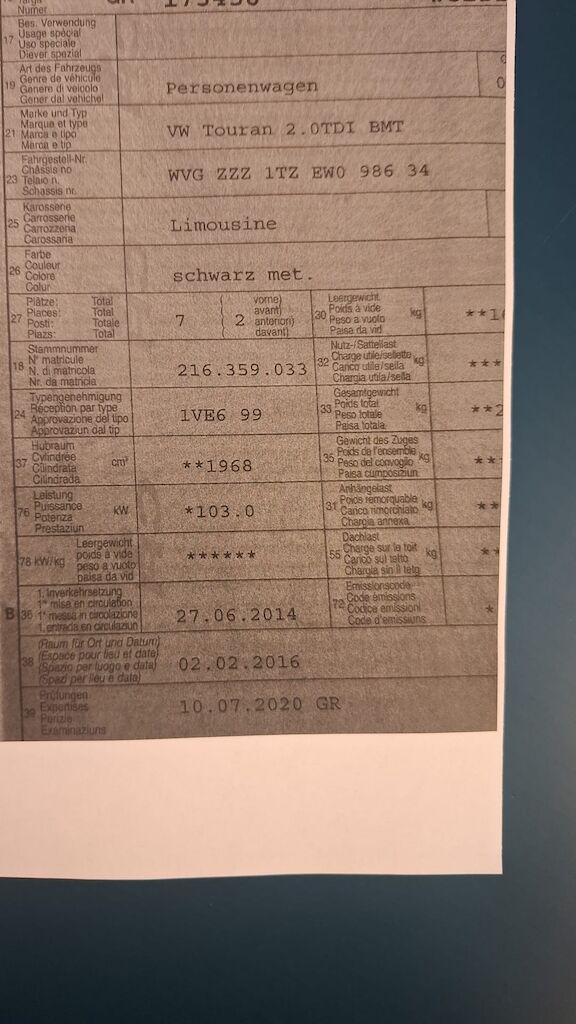 Numer
GR 175430
17 Bes. Verwendung
Usage spécial
Uso speciale
Diever spezial
19 Art des Fahrzeugs
Genre de véhicule
Genere di veicolo
Gener dal vehichel
Personenwagen
21 Marke und Typ
Marque et type
Marca e tipo
Marca e tip
VW Touran 2.0TDI BMT
23 Fahrgestell-Nr.
Châssis no
Telaio n.
Schassis nr.
WVG ZZZ 1TZ EW0 986 34
25 Karosserie
Carrosserie
Carrozzeria
Carossaria
Limousine
26 Farbe
Couleur
Colore
Colur
schwarz met.
27 Plätze: Total
Places: Total
Posti: Totale
Plazs: Total
7
( vorne)
( avant)
2 anteriori)
davant)
30 Leergewicht
Poids à vide
Peso a vuoto
Paisa da vid
kg
**1
18 Stammnummer
N° matricule
N. di matricola
Nr. da matricla
216.359.033
32 Nutz-/Sattellast
Charge utile/sellette
Carico utile/sella
Chargia utila/sella
kg
***
24 Typengenehmigung
Réception par type
Approvazione del tipo
Approvaziun dal tip
1VE6 99
33 Gesamtgewicht
Poids total
Peso totale
Paisa totala
kg
**2
37 Hubraum
Cylindrée
Cilindrata
Cilindrada
cm³
**1968
35 Gewicht des Zuges
Poids de l'ensemble
Peso del convoglio
Paisa cumposiziun
kg
**
76 Leistung
Puissance
Potenza
Prestaziun
kW
*103.0
31 Anhängelast
Poids remorquable
Carico rimorchiato
Chargia annexa
kg
**
78 kW/kg
Leergewicht
poids à vide
peso a vuoto
paisa da vid
******
55 Dachlast
Charge sur le toit
Carico sul tetto
Chargia sin il tetg
kg
**
B 36 1. Inverkehrsetzung
1re mise en circulation
1a messa in circolazione
1. entrada en circulaziun
27.06.2014
72 Emissionscode
Code émissions
Codice emissioni
Code d'emissiuns
*
38 (Raum für Ort und Datum)
(Espace pour lieu et date)
(Spazio per luogo e data)
(Spazi per lieu e data)
02.02.2016
39 Prüfungen
Expertises
Perizie
Examinaziuns
10.07.2020 GR